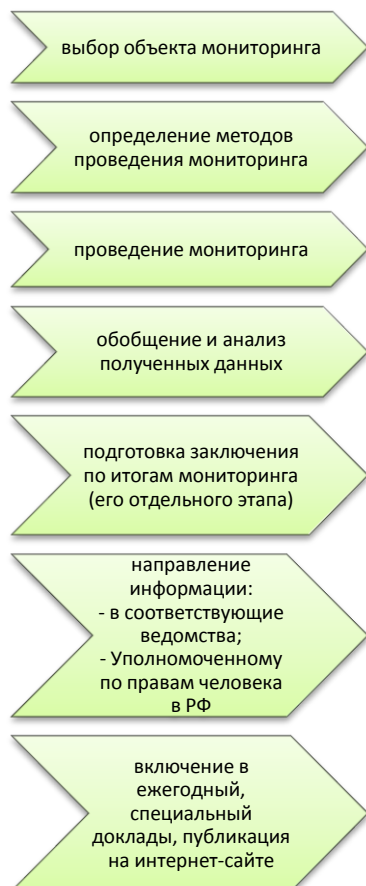 выбор объекта мониторинга
определение методов
проведения мониторинга
проведение мониторинга
обобщение и анализ
полученных данных
подготовка заключения
по итогам мониторинга
(его отдельного этапа)
направление
информации:
- в соответствующие
ведомства;
- Уполномоченному
по правам человека
в РФ
включение в
ежегодный,
специальный
доклады, публикация
на интернет-сайте